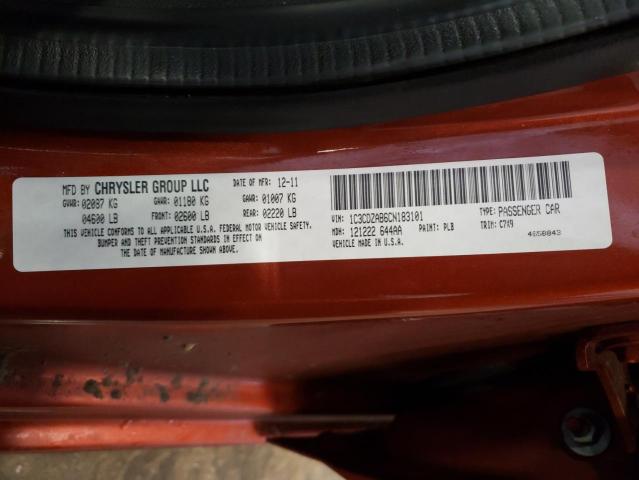 MFD BY CHRYSLER GROUP LLC DATE OF MFR: 12-11
GVWR: 02087 KG GAWR: 01180 KG GAWR: 01007 KG
04600 LB FRONT: 02600 LB REAR: 02220 LB
THIS VEHICLE CONFORMS TO ALL APPLICABLE U.S.A. FEDERAL MOTOR VEHICLE SAFETY,
BUMPER AND THEFT PREVENTION STANDARDS IN EFFECT ON
THE DATE OF MANUFACTURE SHOWN ABOVE.
VIN: 1C3CDZAB6CN183101 TYPE: PASSENGER CAR
MDH: 121222 644AA PAINT: PLB TRIM: C7X9
VEHICLE MADE IN U.S.A. 4658843